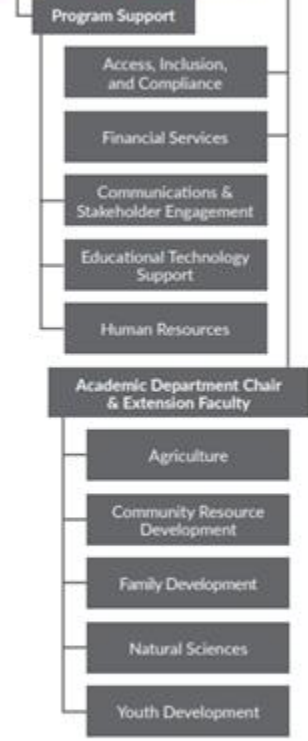 Program Support
Access, Inclusion,
and Compliance
Financial Services
Communications &
Stakeholder Engagement
Educational Technology
Support
Human Resources
Academic Department Chair
& Extension Faculty
Agriculture
Community Resource
Development
Family Development
Natural Sciences
Youth Development